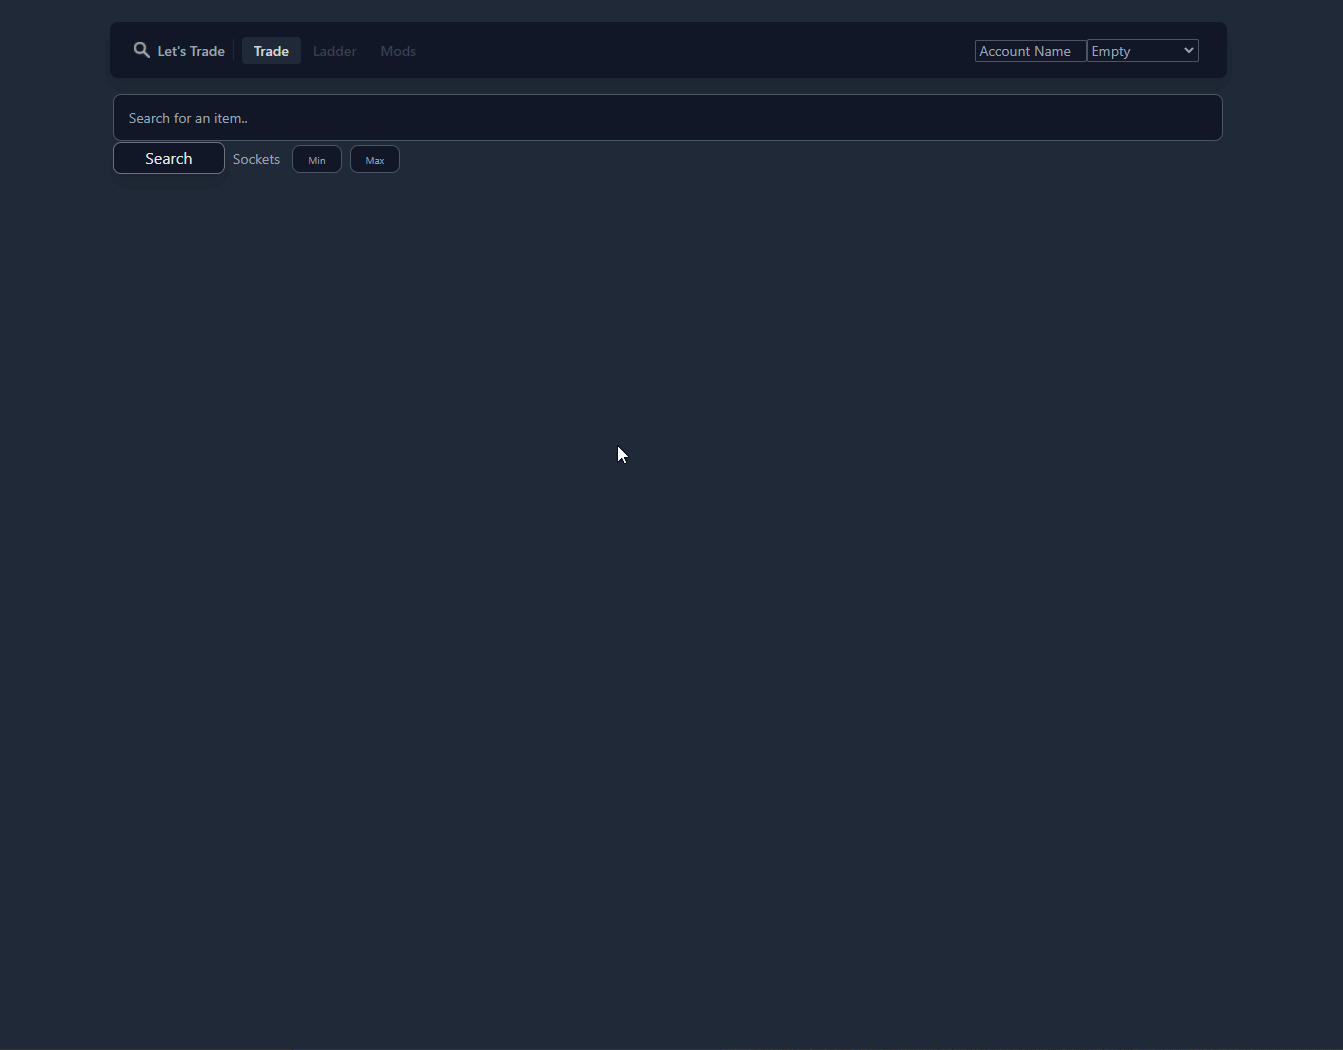 Let's Trade Trade Ladder Mods Account Name Empty
Search for an item..
Search Sockets Min Max